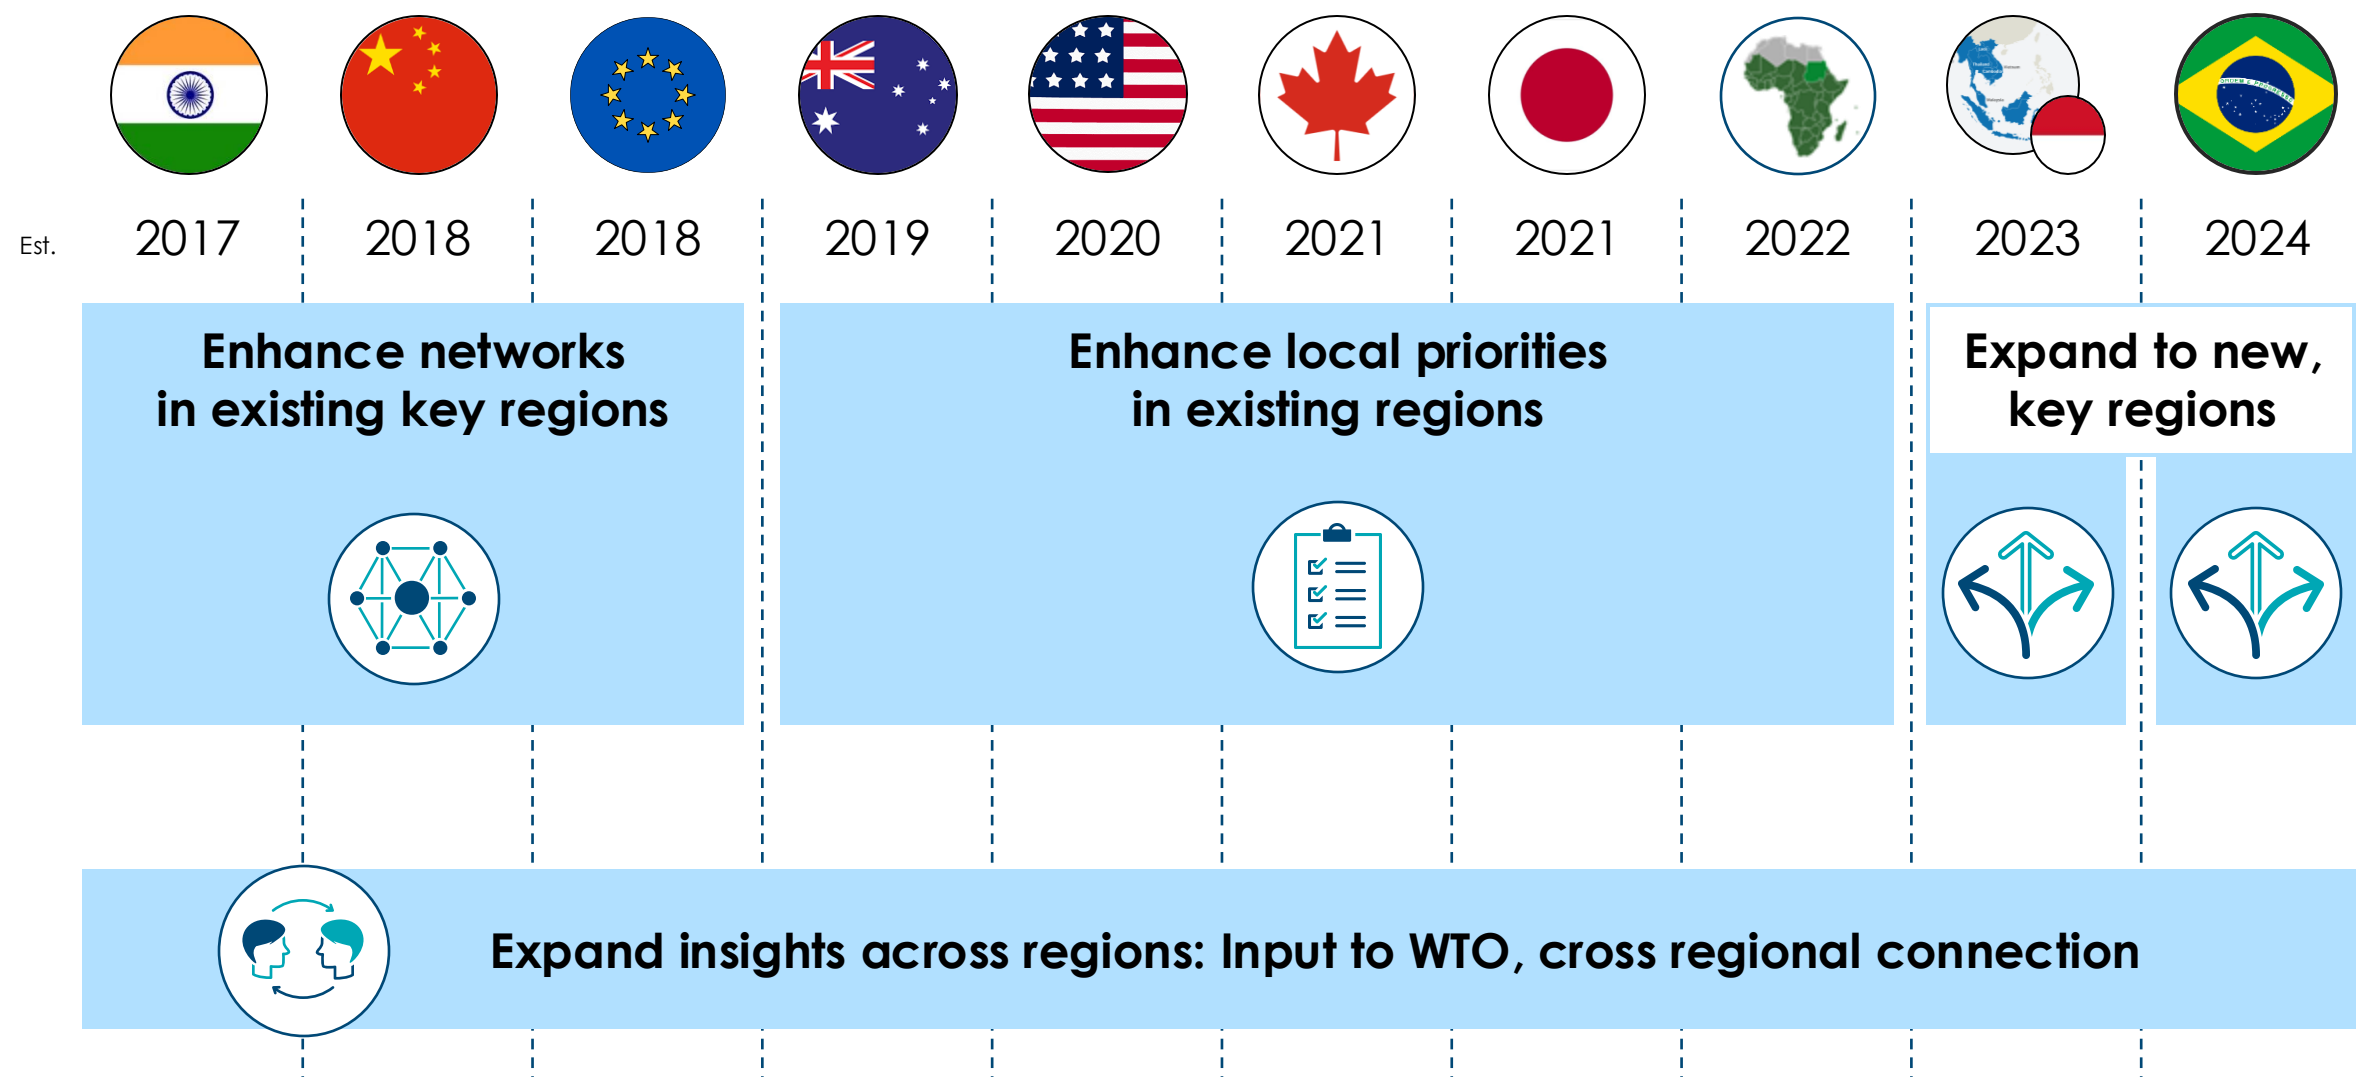 Est.
2017
2018
2018
2019
2020
2021
2021
2022
2023
2024
Enhance networks
in existing key regions
Enhance local priorities
in existing regions
Expand to new,
key regions
Expand insights across regions: Input to WTO, cross regional connection